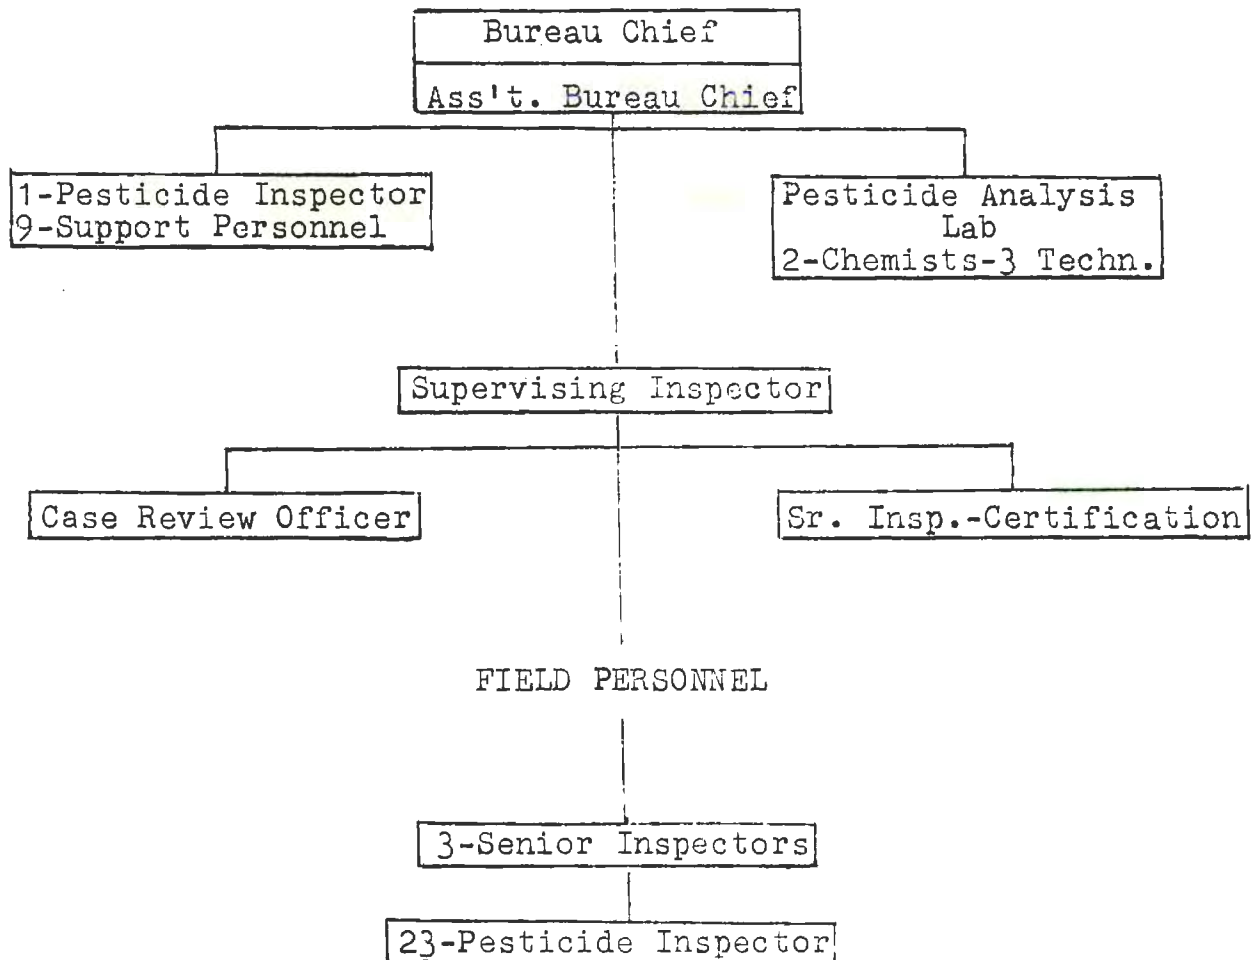 Bureau Chief
Ass't. Bureau Chief
1-Pesticide Inspector
9-Support Personnel
Pesticide Analysis
Lab
2-Chemists-3 Techn.
Supervising Inspector
Case Review Officer
Sr. Insp.-Certification
FIELD PERSONNEL
3-Senior Inspectors
23-Pesticide Inspector